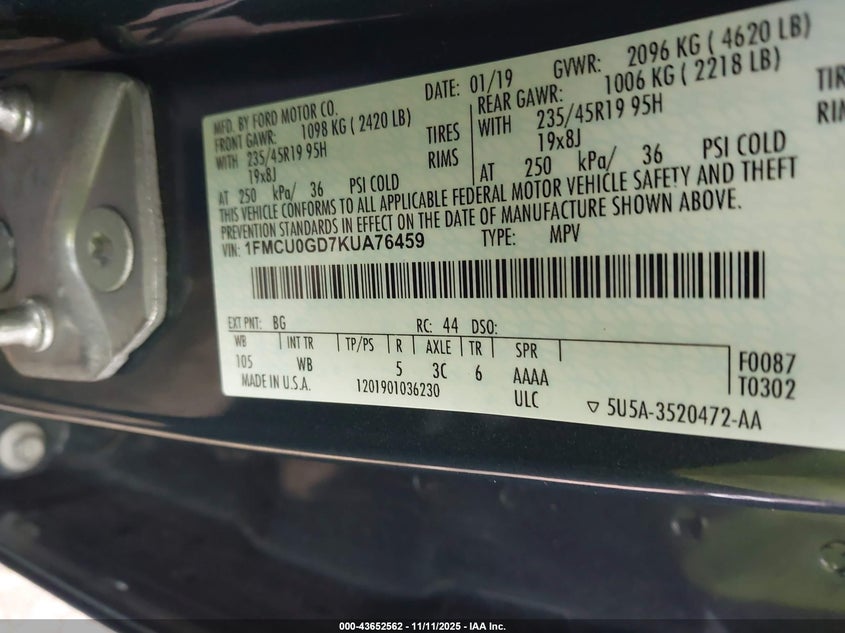 MFD. BY FORD MOTOR CO. DATE: 01/19 GVWR: 2096 KG ( 4620 LB)
FRONT GAWR: 1098 KG ( 2420 LB) REAR GAWR: 1006 KG ( 2218 LB)
WITH 235/45R19 95H TIRES WITH 235/45R19 95H TIRES
19x8J RIMS 19x8J RIMS
AT 250 kPa/ 36 PSI COLD AT 250 kPa/ 36 PSI COLD
THIS VEHICLE CONFORMS TO ALL APPLICABLE FEDERAL MOTOR VEHICLE SAFETY AND THEFT
PREVENTION STANDARDS IN EFFECT ON THE DATE OF MANUFACTURE SHOWN ABOVE.
VIN: 1FMCU0GD7KUA76459 TYPE: MPV
EXT PNT: BG RC: 44 DSO:
WB INT TR TP/PS R AXLE TR SPR
105 WB 5 3C 6 AAAA F0087
MADE IN U.S.A. 1201901036230 ULC T0302
5U5A-3520472-AA
000-43652562 - 11/11/2025 - IAA Inc.